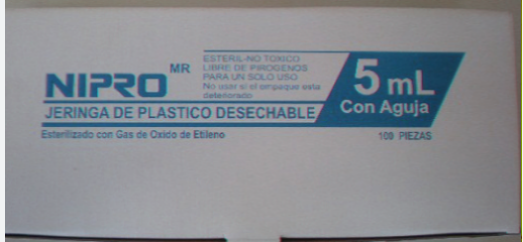 NIPRO MR
ESTERIL-NO TOXICO
LIBRE DE PIROGENOS
PARA UN SOLO USO
No usar si el empaque esta
deteriorado
5 mL
Con Aguja
JERINGA DE PLASTICO DESECHABLE
Esterilizado con Gas de Oxido de Etileno
100 PIEZAS